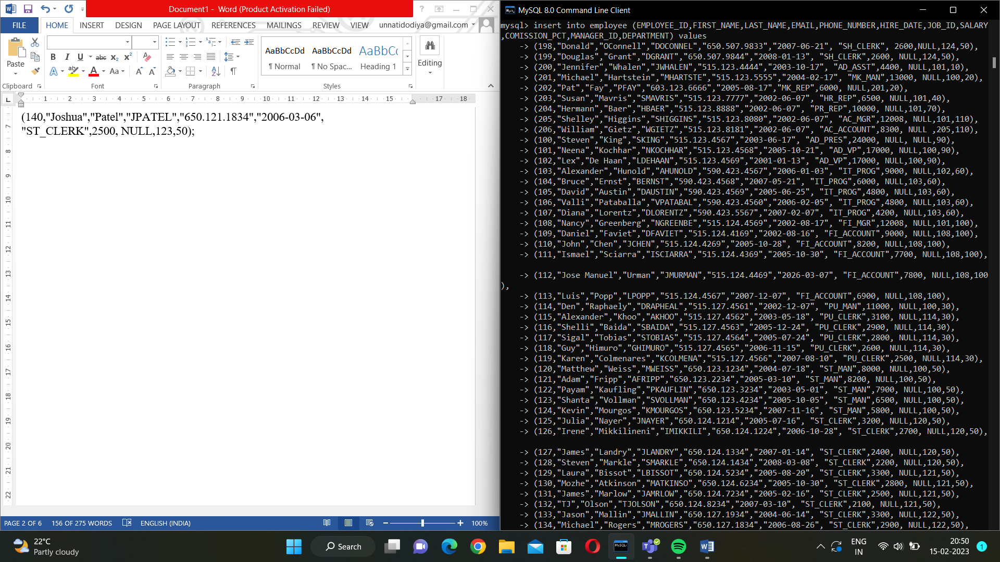 Document1 - Word (Product Activation Failed)
FILE HOME INSERT DESIGN PAGE LAYOUT REFERENCES MAILINGS REVIEW VIEW unnatidodiya@gmail.com
Paste
B I U abc x₂ x²
A ab A Aa A A
AaBbCcDd AaBbCcDd AaBbCc
¶ Normal ¶ No Spac... Heading 1
Editing
Clipboard Font Paragraph Styles
L 1 2 3 4 5 6 7 8 9 10 11 12 13 14 15 17 18
7 8 9 10 11 12 13 14 15 16 17 18 19 20 21 22
(140,"Joshua","Patel","JPATEL","650.121.1834","2006-03-06",
"ST_CLERK",2500, NULL,123,50);
PAGE 2 OF 6 156 OF 275 WORDS ENGLISH (INDIA) 100%
MySQL 8.0 Command Line Client
mysql> insert into employee (EMPLOYEE_ID,FIRST_NAME,LAST_NAME,EMAIL,PHONE_NUMBER,HIRE_DATE,JOB_ID,SALARY
,COMISSION_PCT,MANAGER_ID,DEPARTMENT) values
-> (198,"Donald","OConnell","DOCONNEL","650.507.9833","2007-06-21", "SH_CLERK", 2600,NULL,124,50),
-> (199,"Douglas","Grant","DGRANT","650.507.9844","2008-01-13", "SH_CLERK",2600, NULL,124,50),
-> (200,"Jennifer","Whalen","JWHALEN","515.123.4444","2003-10-17", "AD_ASST",4400, NULL,101,10),
-> (201,"Michael","Hartstein","MHARTSTE","515.123.5555","2004-02-17", "MK_MAN",13000, NULL,100,20),
-> (202,"Pat","Fay","PFAY","603.123.6666","2005-08-17","MK_REP",6000, NULL,201,20),
-> (203,"Susan","Mavris","SMAVRIS","515.123.7777","2002-06-07", "HR_REP",6500, NULL,101,40),
-> (204,"Hermann","Baer","HBAER","515.123.8888","2002-06-07", "PR_REP",10000, NULL,101,70),
-> (205,"Shelley","Higgins","SHIGGINS","515.123.8080","2002-06-07", "AC_MGR",12008, NULL,101,110),
-> (206,"William","Gietz","WGIETZ","515.123.8181","2002-06-07", "AC_ACCOUNT",8300, NULL ,205,110),
-> (100,"Steven","King","SKING","515.123.4567","2003-06-17", "AD_PRES",24000, NULL, NULL,90),
-> (101,"Neena","Kochhar","NKOCHHAR","515.123.4568","2005-10-21", "AD_VP",17000, NULL,100,90),
-> (102,"Lex","De Haan","LDEHAAN","515.123.4569","2001-01-13", "AD_VP",17000, NULL,100,90),
-> (103,"Alexander","Hunold","AHUNOLD","590.423.4567","2006-01-03", "IT_PROG",9000, NULL,102,60),
-> (104,"Bruce","Ernst","BERNST","590.423.4568","2007-05-21", "IT_PROG",6000, NULL,103,60),
-> (105,"David","Austin","DAUSTIN","590.423.4569","2005-06-25", "IT_PROG",4800, NULL,103,60),
-> (106,"Valli","Pataballa","VPATABAL","590.423.4560","2006-02-05", "IT_PROG",4800, NULL,103,60),
-> (107,"Diana","Lorentz","DLORENTZ","590.423.5567","2007-02-07", "IT_PROG",4200, NULL,103,60),
-> (108,"Nancy","Greenberg","NGREENBE","515.124.4569","2002-08-17", "FI_MGR",12008, NULL,101,100),
-> (109,"Daniel","Faviet","DFAVIET","515.124.4169","2002-08-16", "FI_ACCOUNT",9000, NULL,108,100),
-> (110,"John","Chen","JCHEN","515.124.4269","2005-10-28", "FI_ACCOUNT",8200, NULL,108,100),
-> (111,"Ismael","Sciarra","ISCIARRA","515.124.4369","2005-10-30", "FI_ACCOUNT",7700, NULL,108,100),
-> (112,"Jose Manuel","Urman","JMURMAN","515.124.4469","2026-03-07", "FI_ACCOUNT",7800, NULL,108,100
),
-> (113,"Luis","Popp","LPOPP","515.124.4567","2007-12-07", "FI_ACCOUNT",6900, NULL,108,100),
-> (114,"Den","Raphaely","DRAPHEAL","515.127.4561","2002-12-07", "PU_MAN",11000, NULL,100,30),
-> (115,"Alexander","Khoo","AKHOO","515.127.4562","2003-05-18", "PU_CLERK",3100, NULL,114,30),
-> (116,"Shelli","Baida","SBAIDA","515.127.4563","2005-12-24", "PU_CLERK",2900, NULL,114,30),
-> (117,"Sigal","Tobias","STOBIAS","515.127.4564","2005-07-24", "PU_CLERK",2800, NULL,114,30),
-> (118,"Guy","Himuro","GHIMURO","515.127.4565","2006-11-15", "PU_CLERK",2600, NULL,114,30),
-> (119,"Karen","Colmenares","KCOLMENA","515.127.4566","2007-08-10", "PU_CLERK",2500, NULL,114,30),
-> (120,"Matthew","Weiss","MWEISS","650.123.1234","2004-07-18", "ST_MAN",8000, NULL,100,50),
-> (121,"Adam","Fripp","AFRIPP","650.123.2234","2005-03-10", "ST_MAN",8200, NULL,100,50),
-> (122,"Payam","Kaufling","PKAUFLIN","650.123.3234","2003-05-01", "ST_MAN",7900, NULL,100,50),
-> (123,"Shanta","Vollman","SVOLLMAN","650.123.4234","2005-10-05", "ST_MAN",6500, NULL,100,50),
-> (124,"Kevin","Mourgos","KMOURGOS","650.123.5234","2007-11-16", "ST_MAN",5800, NULL,100,50),
-> (125,"Julia","Nayer","JNAYER","650.124.1214","2005-07-16", "ST_CLERK",3200, NULL,120,50),
-> (126,"Irene","Mikkilineni","IMIKKILI","650.124.1224","2006-10-28", "ST_CLERK",2700, NULL,120,50),
-> (127,"James","Landry","JLANDRY","650.124.1334","2007-01-14", "ST_CLERK",2400, NULL,120,50),
-> (128,"Steven","Markle","SMARKLE","650.124.1434","2008-03-08", "ST_CLERK",2200, NULL,120,50),
-> (129,"Laura","Bissot","LBISSOT","650.124.5234","2005-08-20", "ST_CLERK",3300, NULL,121,50),
-> (130,"Mozhe","Atkinson","MATKINSO","650.124.6234","2005-10-30", "ST_CLERK",2800, NULL,121,50),
-> (131,"James","Marlow","JAMRLOW","650.124.7234","2005-02-16", "ST_CLERK",2500, NULL,121,50),
-> (132,"TJ","Olson","TJOLSON","650.124.8234","2007-03-10", "ST_CLERK",2100, NULL,121,50),
-> (133,"Jason","Mallin","JMALLIN","650.127.1934","2004-06-14", "ST_CLERK",3300, NULL,122,50),
-> (134,"Michael","Rogers","MROGERS","650.127.1834","2006-08-26", "ST_CLERK",2900, NULL,122,50),
22°C
Partly cloudy
Search
ENG
IN
20:50
15-02-2023
1